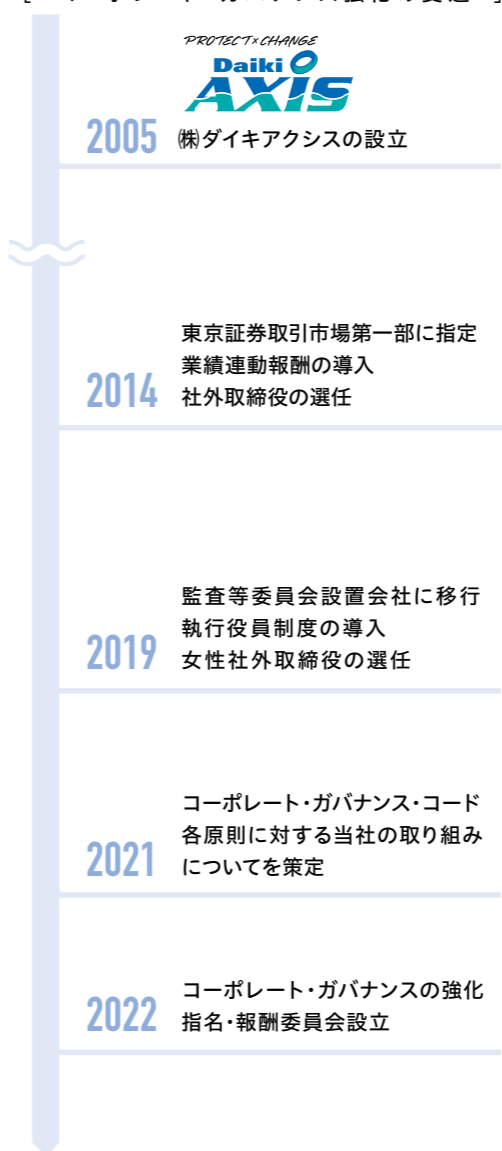 PROTECT×CHANGE
Daiki
AXIS
2005
㈱ダイキアクシスの設立
2014
東京証券取引市場第一部に指定
業績連動報酬の導入
社外取締役の選任
2019
監査等委員会設置会社に移行
執行役員制度の導入
女性社外取締役の選任
2021
コーポレート・ガバナンス・コード
各原則に対する当社の取り組み
についてを策定
2022
コーポレート・ガバナンスの強化
指名・報酬委員会設立